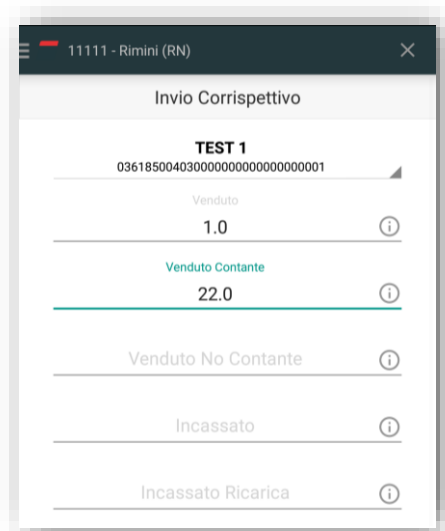 11111 - Rimini (RN)
Invio Corrispettivo
TEST 1
036185004030000000000000000001
Venduto
1.0
Venduto Contante
22.0
Venduto No Contante
Incassato
Incassato Ricarica